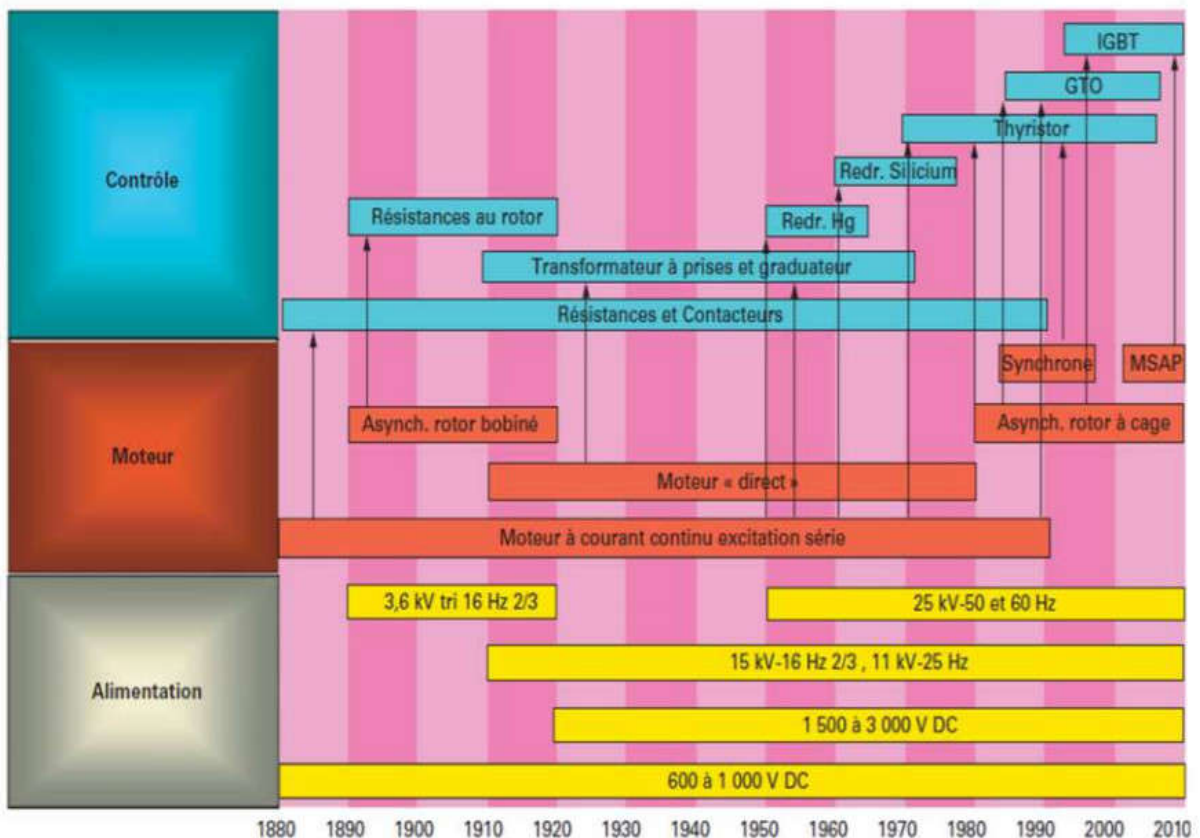 IGBT
GTO
Thyristor
Contrôle
Redr. Silicium
Résistances au rotor
Redr. Hg
Transformateur à prises et graduateur
Résistances et Contacteurs
Synchrone
MSAP
Asynch. rotor bobiné
Asynch. rotor à cage
Moteur
Moteur « direct »
Moteur à courant continu excitation série
3,6 kV tri 16 Hz 2/3
25 kV-50 et 60 Hz
15 kV-16 Hz 2/3 , 11 kV-25 Hz
Alimentation
1 500 à 3 000 V DC
600 à 1 000 V DC
1880 1890 1900 1910 1920 1930 1940 1950 1960 1970 1980 1990 2000 2010